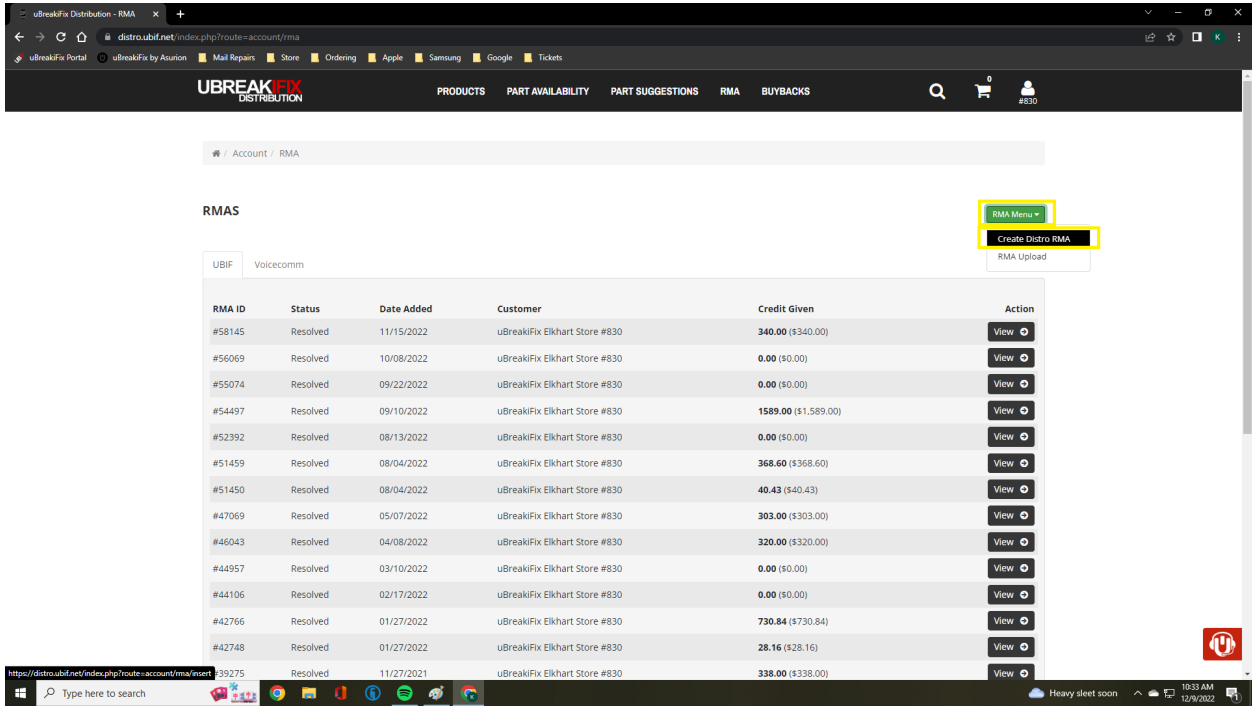 uBreakiFix Distribution - RMA
distro.ubif.net/index.php?route=account/rma
K
uBreakiFix Portal uBreakiFix by Asurion Mail Repairs Store Ordering Apple Samsung Google Tickets
UBREAKIFIX
DISTRIBUTION
PRODUCTS PART AVAILABILITY PART SUGGESTIONS RMA BUYBACKS
0
#830
/ Account / RMA
RMAS
RMA Menu
Create Distro RMA
RMA Upload
UBIF Voicecomm
RMA ID Status Date Added Customer Credit Given Action
#58145 Resolved 11/15/2022 uBreakiFix Elkhart Store #830 340.00 ($340.00) View
#56069 Resolved 10/08/2022 uBreakiFix Elkhart Store #830 0.00 ($0.00) View
#55074 Resolved 09/22/2022 uBreakiFix Elkhart Store #830 0.00 ($0.00) View
#54497 Resolved 09/10/2022 uBreakiFix Elkhart Store #830 1589.00 ($1,589.00) View
#52392 Resolved 08/13/2022 uBreakiFix Elkhart Store #830 0.00 ($0.00) View
#51459 Resolved 08/04/2022 uBreakiFix Elkhart Store #830 368.60 ($368.60) View
#51450 Resolved 08/04/2022 uBreakiFix Elkhart Store #830 40.43 ($40.43) View
#47069 Resolved 05/07/2022 uBreakiFix Elkhart Store #830 303.00 ($303.00) View
#46043 Resolved 04/08/2022 uBreakiFix Elkhart Store #830 320.00 ($320.00) View
#44957 Resolved 03/10/2022 uBreakiFix Elkhart Store #830 0.00 ($0.00) View
#44106 Resolved 02/17/2022 uBreakiFix Elkhart Store #830 0.00 ($0.00) View
#42766 Resolved 01/27/2022 uBreakiFix Elkhart Store #830 730.84 ($730.84) View
#42748 Resolved 01/27/2022 uBreakiFix Elkhart Store #830 28.16 ($28.16) View
#39275 Resolved 11/27/2021 uBreakiFix Elkhart Store #830 338.00 ($338.00) View
https://distro.ubif.net/index.php?route=account/rma/insert
Type here to search
Heavy sleet soon
10:33 AM
12/9/2022